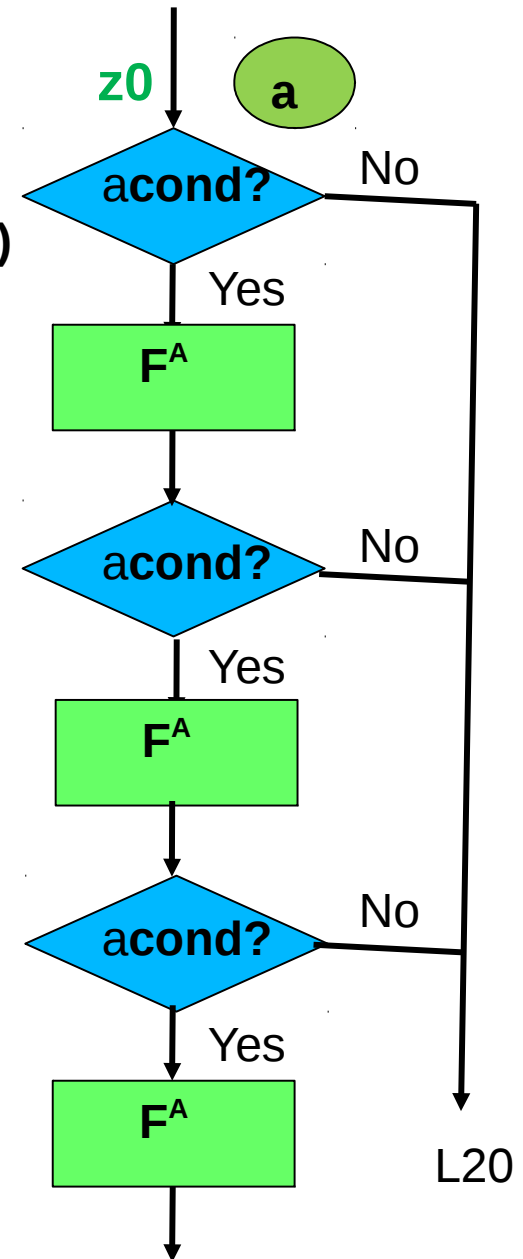 z0
a
acond?
No
)
Yes
F^A
acond?
No
Yes
F^A
acond?
No
Yes
F^A
L20